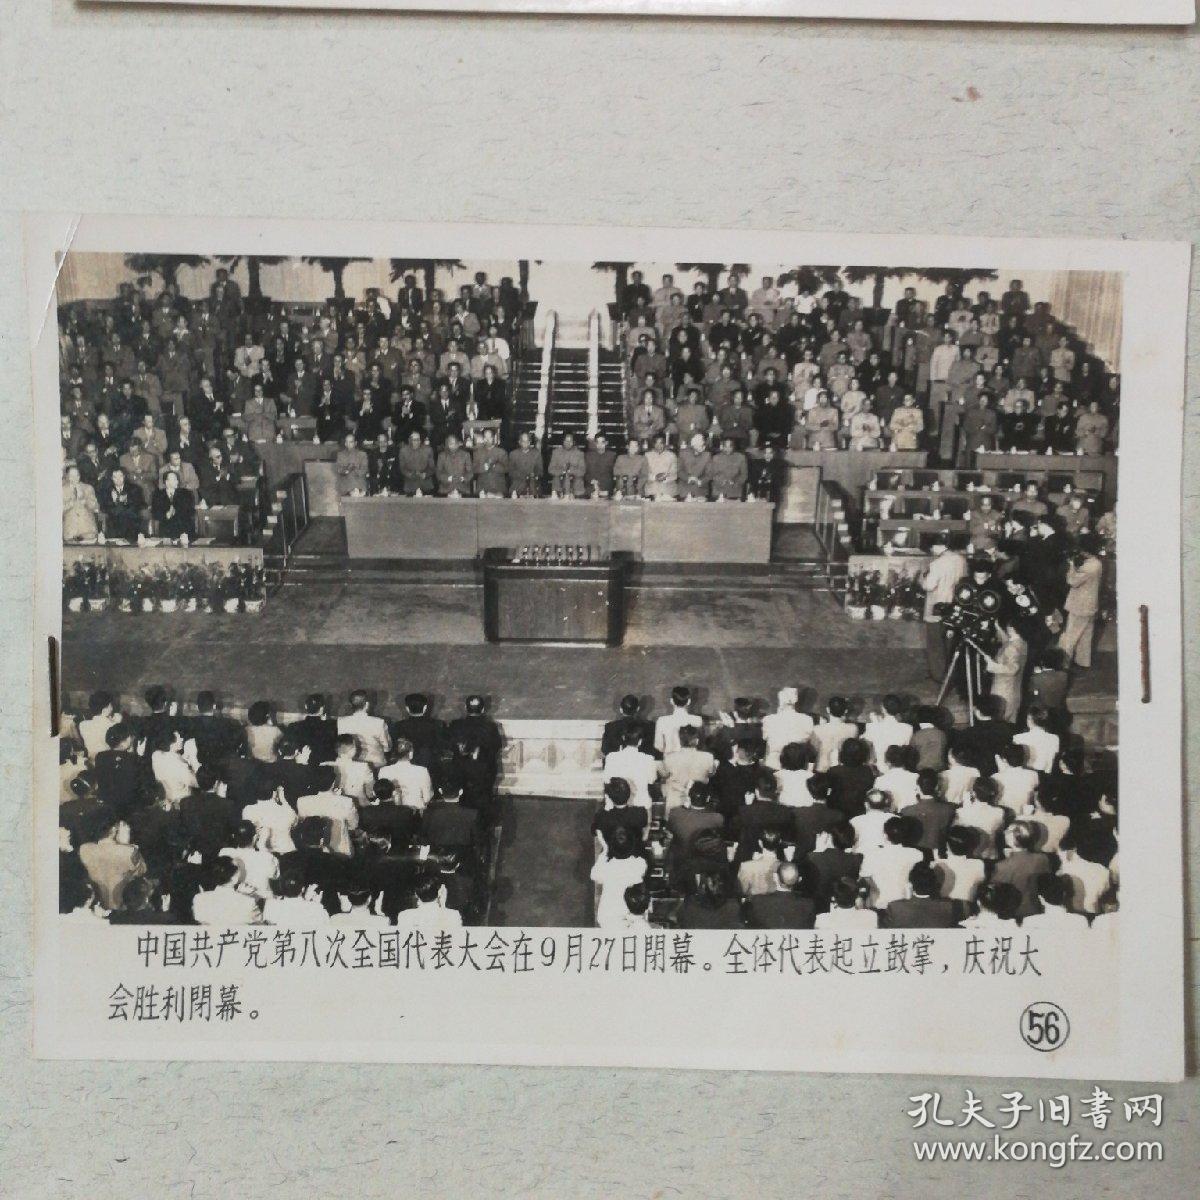 中国共产党第八次全国代表大会在9月27日閉幕。全体代表起立鼓掌，庆祝大
会胜利閉幕。
56
孔夫子旧書网
www.kongfz.com